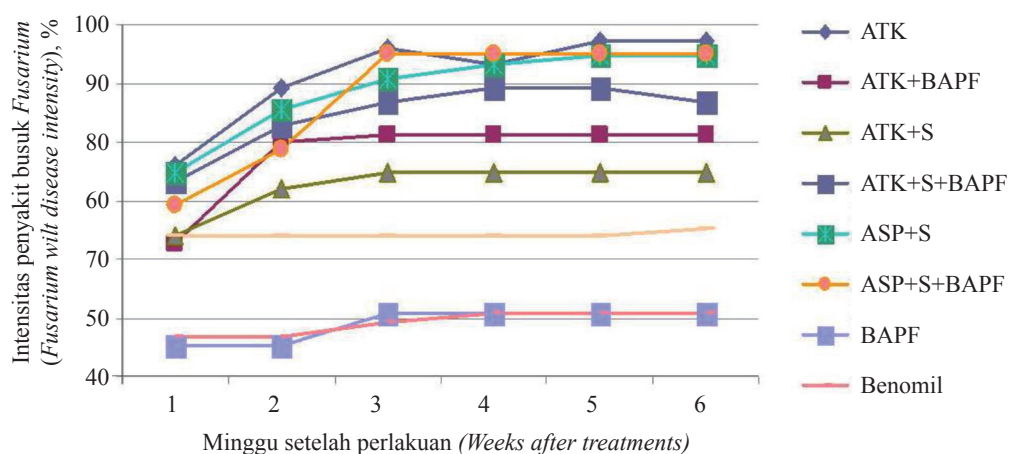 Intensitas penyakit busuk Fusarium
(Fusarium wilt disease intensity), %
100
90
80
60
70
50
40
1 2 3 4 5 6
Minggu setelah perlakuan (Weeks after treatments)
ATK
ATK+BAPF
ATK+S
ATK+S+BAPF
ASP+S
ASP+S+BAPF
BAPF
Benomil